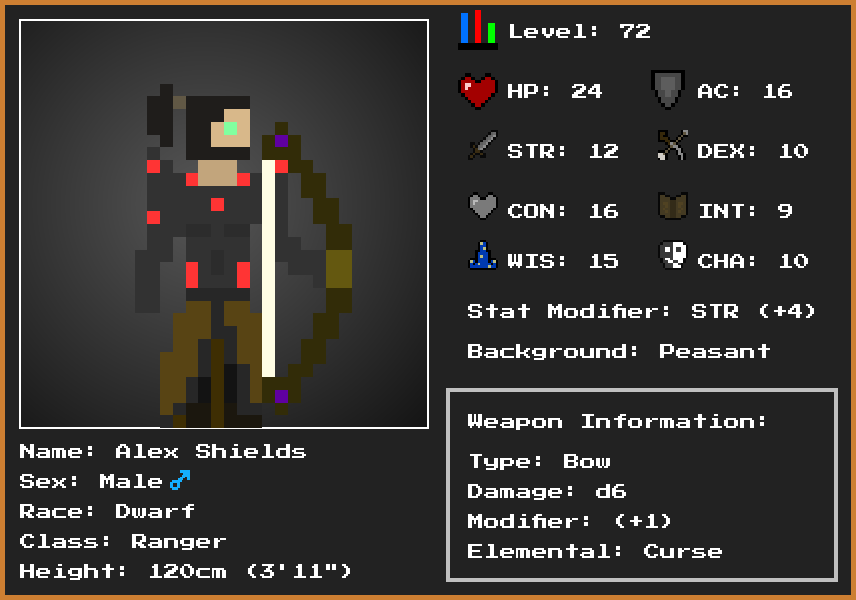 Level: 72
HP: 24 AC: 16
STR: 12 DEX: 10
CON: 16 INT: 9
WIS: 15 CHA: 10
Stat Modifier: STR (+4)
Background: Peasant
Weapon Information:
Type: Bow
Damage: d6
Modifier: (+1)
Elemental: Curse
Name: Alex Shields
Sex: Male♂
Race: Dwarf
Class: Ranger
Height: 120cm (3'11")